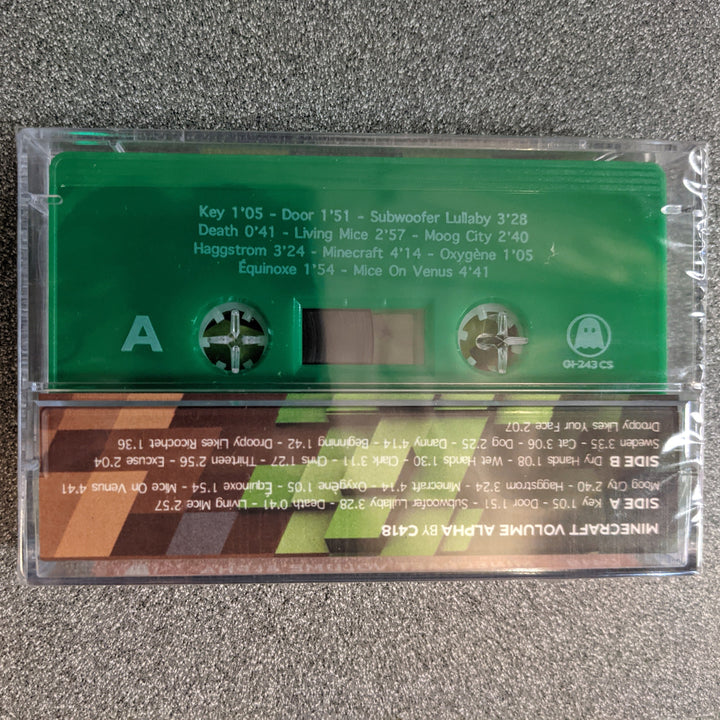 Key 1'05 - Door 1'51 - Subwoofer Lullaby 3'28
Death 0'41 - Living Mice 2'57 - Moog City 2'40
Haggstrom 3'24 - Minecraft 4'14 - Oxygène 1'05
Équinoxe 1'54 - Mice On Venus 4'41
A
GI-243 CS
MINECRAFT VOLUME ALPHA BY C418
SIDE A Key 1'05 - Door 1'51 - Subwoofer Lullaby 3'28 - Death 0'41 - Living Mice 2'57
Moog City 2'40 - Haggstrom 3'24 - Minecraft 4'14 - Oxygène 1'05 - Équinoxe 1'54 - Mice On Venus 4'41
SIDE B Dry Hands 1'08 - Wet Hands 1'30 - Clark 3'11 - Chris 1'27 - Thirteen 2'56 - Excuse 2'04
Sweden 3'35 - Cat 3'06 - Dog 2'25 - Danny 4'14 - Beginning 1'42 - Droopy Likes Ricochet 1'36
Droopy Likes Your Face 2'07